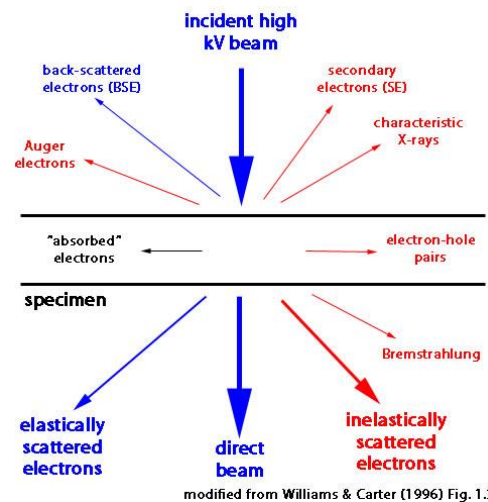 incident high
kV beam
back-scattered
electrons (BSE)
secondary
electrons (SE)
characteristic
X-rays
Auger
electrons
"absorbed"
electrons
electron-hole
pairs
specimen
Bremstrahlung
elastically
scattered
electrons
direct
beam
inelastically
scattered
electrons
modified from Williams & Carter (1996) Fig.